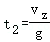 t₂ = v_z / g